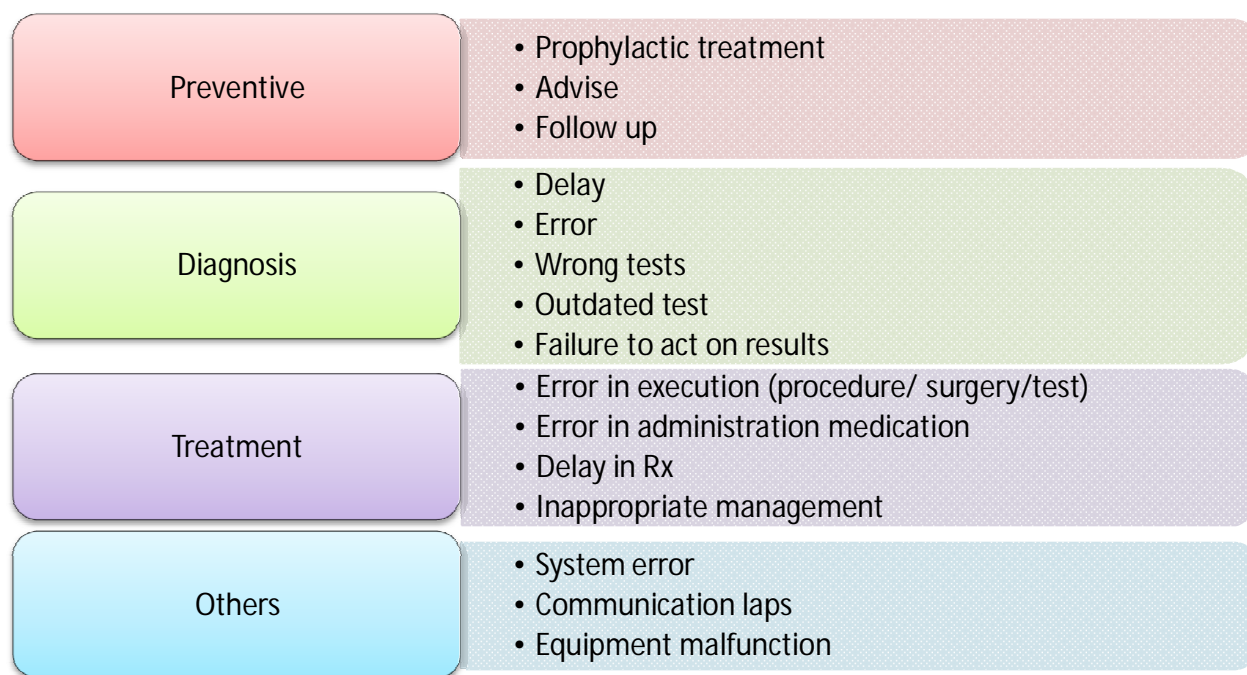 Preventive
• Prophylactic treatment
• Advise
• Follow up
Diagnosis
• Delay
• Error
• Wrong tests
• Outdated test
• Failure to act on results
Treatment
• Error in execution (procedure/ surgery/test)
• Error in administration medication
• Delay in Rx
• Inappropriate management
Others
• System error
• Communication laps
• Equipment malfunction